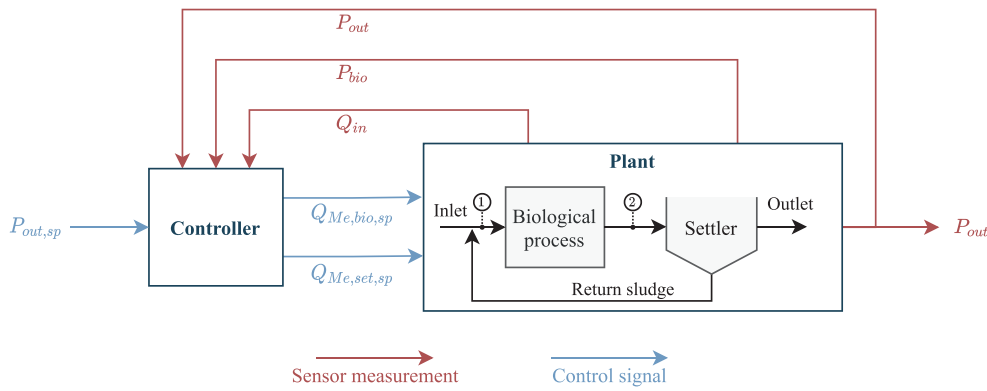 P_out
P_bio
Q_in
Plant
P_out,sp
Controller
Q_Me,bio,sp
Q_Me,set,sp
Inlet
1
Biological
process
2
Settler
Outlet
Return sludge
P_out
Sensor measurement
Control signal